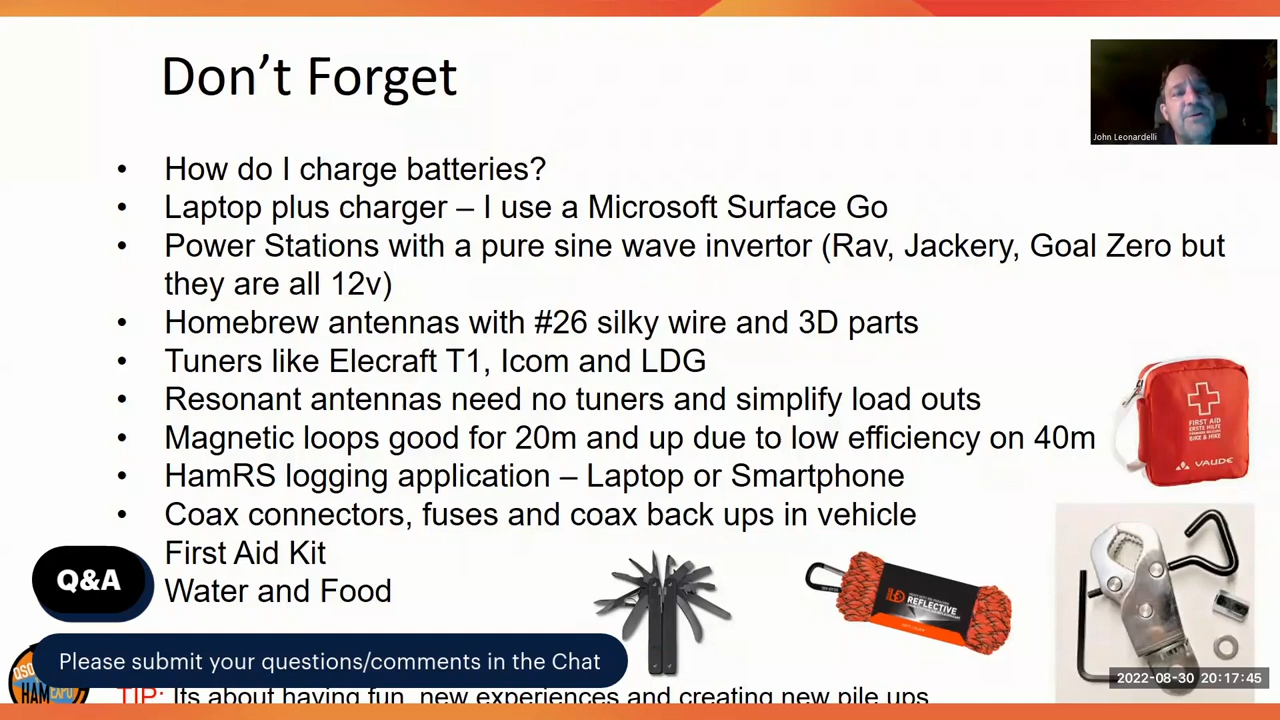 Don't Forget
John Leonardelli
• How do I charge batteries?
• Laptop plus charger – I use a Microsoft Surface Go
• Power Stations with a pure sine wave invertor (Rav, Jackery, Goal Zero but
they are all 12v)
• Homebrew antennas with #26 silky wire and 3D parts
• Tuners like Elecraft T1, Icom and LDG
• Resonant antennas need no tuners and simplify load outs
• Magnetic loops good for 20m and up due to low efficiency on 40m
• HamRS logging application – Laptop or Smartphone
• Coax connectors, fuses and coax back ups in vehicle
First Aid Kit
Water and Food
Q&A
Please submit your questions/comments in the Chat
TIP: Its about having fun, new experiences and creating new pile ups
QSO
HAM EXPO
FIRST AID
ERSTE HILFE
BIKE & HIKE
VAUDE
REFLECTIVE
2022-08-30 20:17:45